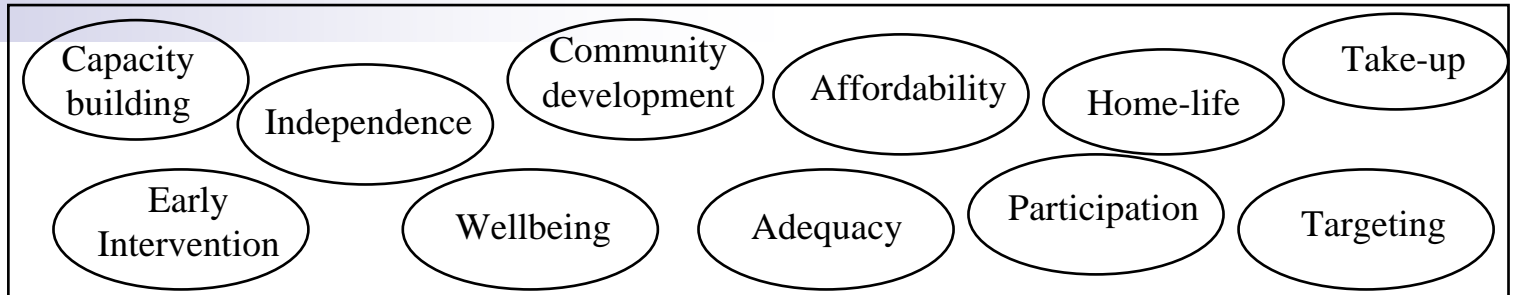 Capacity
building
Independence
Community
development
Affordability
Home-life
Take-up
Early
Intervention
Wellbeing
Adequacy
Participation
Targeting